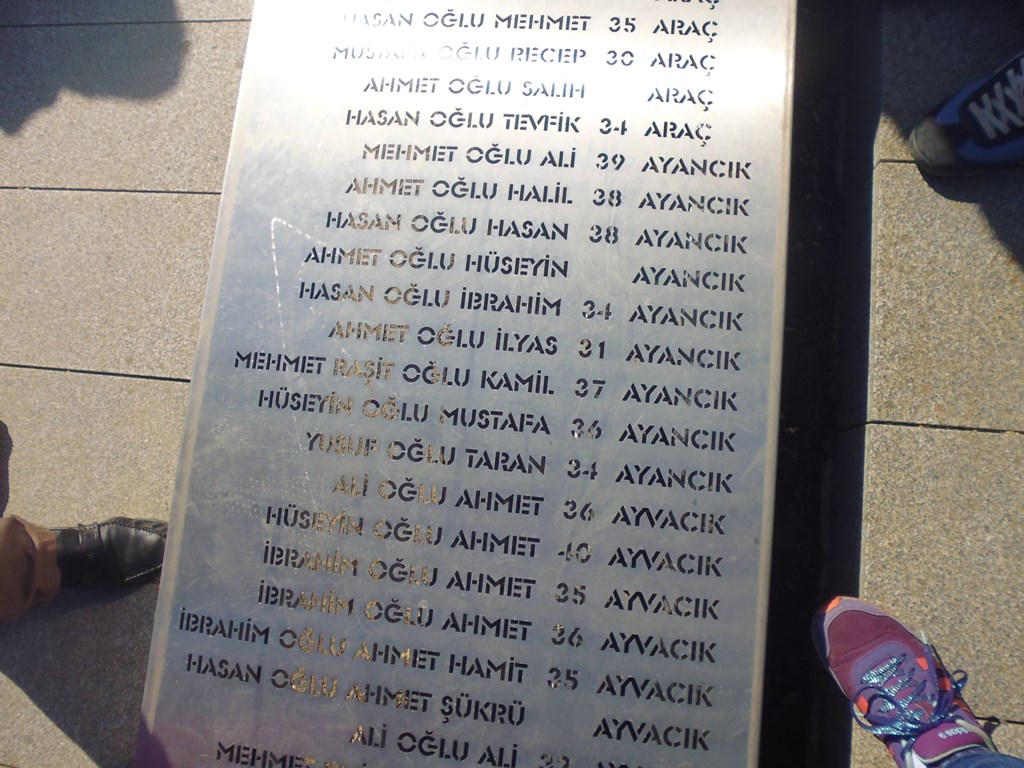 ARAÇ
HASAN OĞLU MEHMET 35 ARAÇ
MUSTAFA OĞLU RECEP 30 ARAÇ
AHMET OĞLU SALIH ARAÇ
HASAN OĞLU TEVFİK 34 ARAÇ
MEHMET OĞLU ALİ 39 AYANCIK
AHMET OĞLU HALİL 38 AYANCIK
HASAN OĞLU HASAN 38 AYANCIK
AHMET OĞLU HÜSEYİN AYANCIK
HASAN OĞLU İBRAHİM 34 AYANCIK
AHMET OĞLU İLYAS 31 AYANCIK
MEHMET RAŞİT OĞLU KAMİL 37 AYANCIK
HÜSEYİN OĞLU MUSTAFA 36 AYANCIK
YUSUF OĞLU TARAN 34 AYANCIK
ALİ OĞLU AHMET 36 AYVACIK
HÜSEYİN OĞLU AHMET 40 AYVACIK
İBRAHİM OĞLU AHMET 35 AYVACIK
İBRAHİM OĞLU AHMET 36 AYVACIK
İBRAHİM OĞLU AHMET HAMİT 35 AYVACIK
HASAN OĞLU AHMET ŞÜKRÜ AYVACIK
ALİ OĞLU ALİ AYVACIK
MEHMET